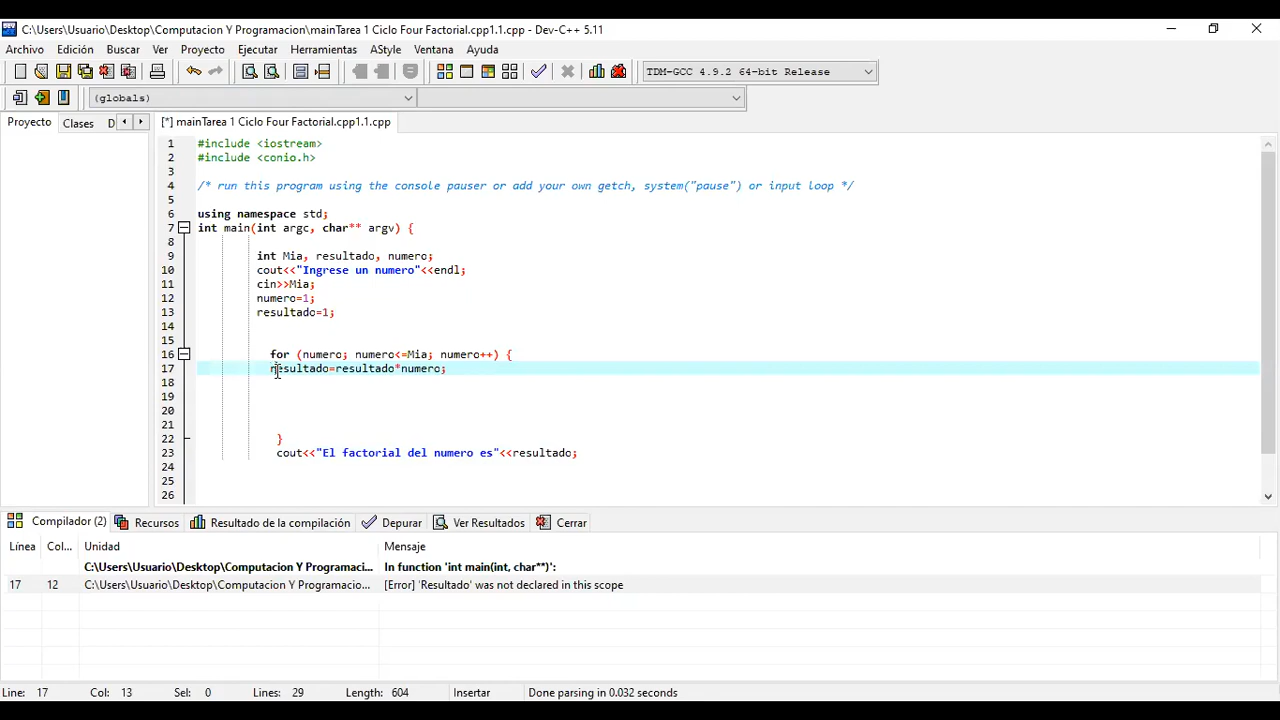 C:\Users\Usuario\Desktop\Computacion Y Programacion\mainTarea 1 Ciclo Four Factorial.cpp1.1.cpp - Dev-C++ 5.11
Archivo Edición Buscar Ver Proyecto Ejecutar Herramientas AStyle Ventana Ayuda
TDM-GCC 4.9.2 64-bit Release
(globals)
Proyecto Clases D [*] mainTarea 1 Ciclo Four Factorial.cpp1.1.cpp
1 #include <iostream>
2 #include <conio.h>
3
4 /* run this program using the console pauser or add your own getch, system("pause") or input loop */
5
6 using namespace std;
7 int main(int argc, char** argv) {
8
9 int Mia, resultado, numero;
10 cout<<"Ingrese un numero"<<endl;
11 cin>>Mia;
12 numero=1;
13 resultado=1;
14
15
16 for (numero; numero<=Mia; numero++) {
17 resultado=resultado*numero;
18
19
20
21
22 }
23 cout<<"El factorial del numero es"<<resultado;
24
25
26
Compilador (2) Recursos Resultado de la compilación Depurar Ver Resultados Cerrar
Línea Col... Unidad Mensaje
C:\Users\Usuario\Desktop\Computacion Y Programaci... In function 'int main(int, char**)':
17 12 C:\Users\Usuario\Desktop\Computacion Y Programacio... [Error] 'Resultado' was not declared in this scope
Line: 17 Col: 13 Sel: 0 Lines: 29 Length: 604 Insertar Done parsing in 0.032 seconds